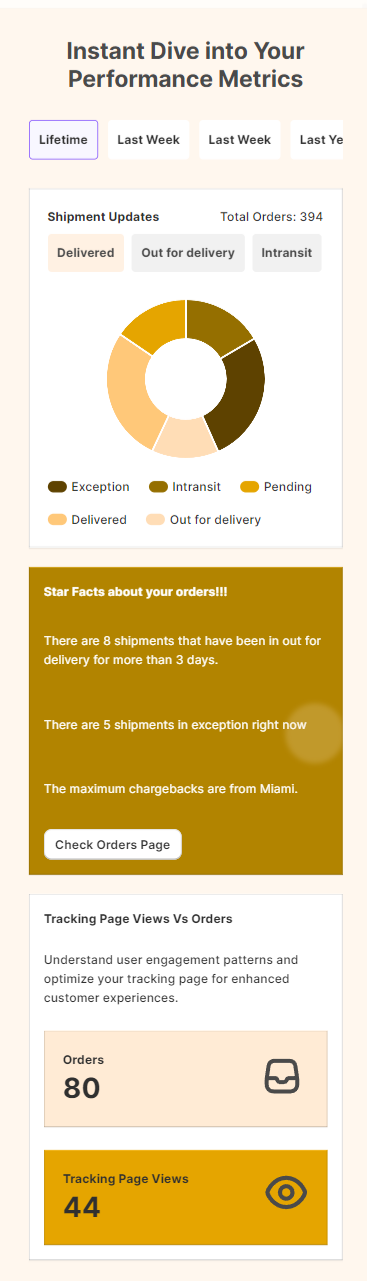 Instant Dive into Your
Performance Metrics
Lifetime
Last Week
Last Week
Last Ye
Shipment Updates
Total Orders: 394
Delivered
Out for delivery
Intransit
Exception
Intransit
Pending
Delivered
Out for delivery
Star Facts about your orders!!!
There are 8 shipments that have been in out for
delivery for more than 3 days.
There are 5 shipments in exception right now
The maximum chargebacks are from Miami.
Check Orders Page
Tracking Page Views Vs Orders
Understand user engagement patterns and
optimize your tracking page for enhanced
customer experiences.
Orders
80
Tracking Page Views
44